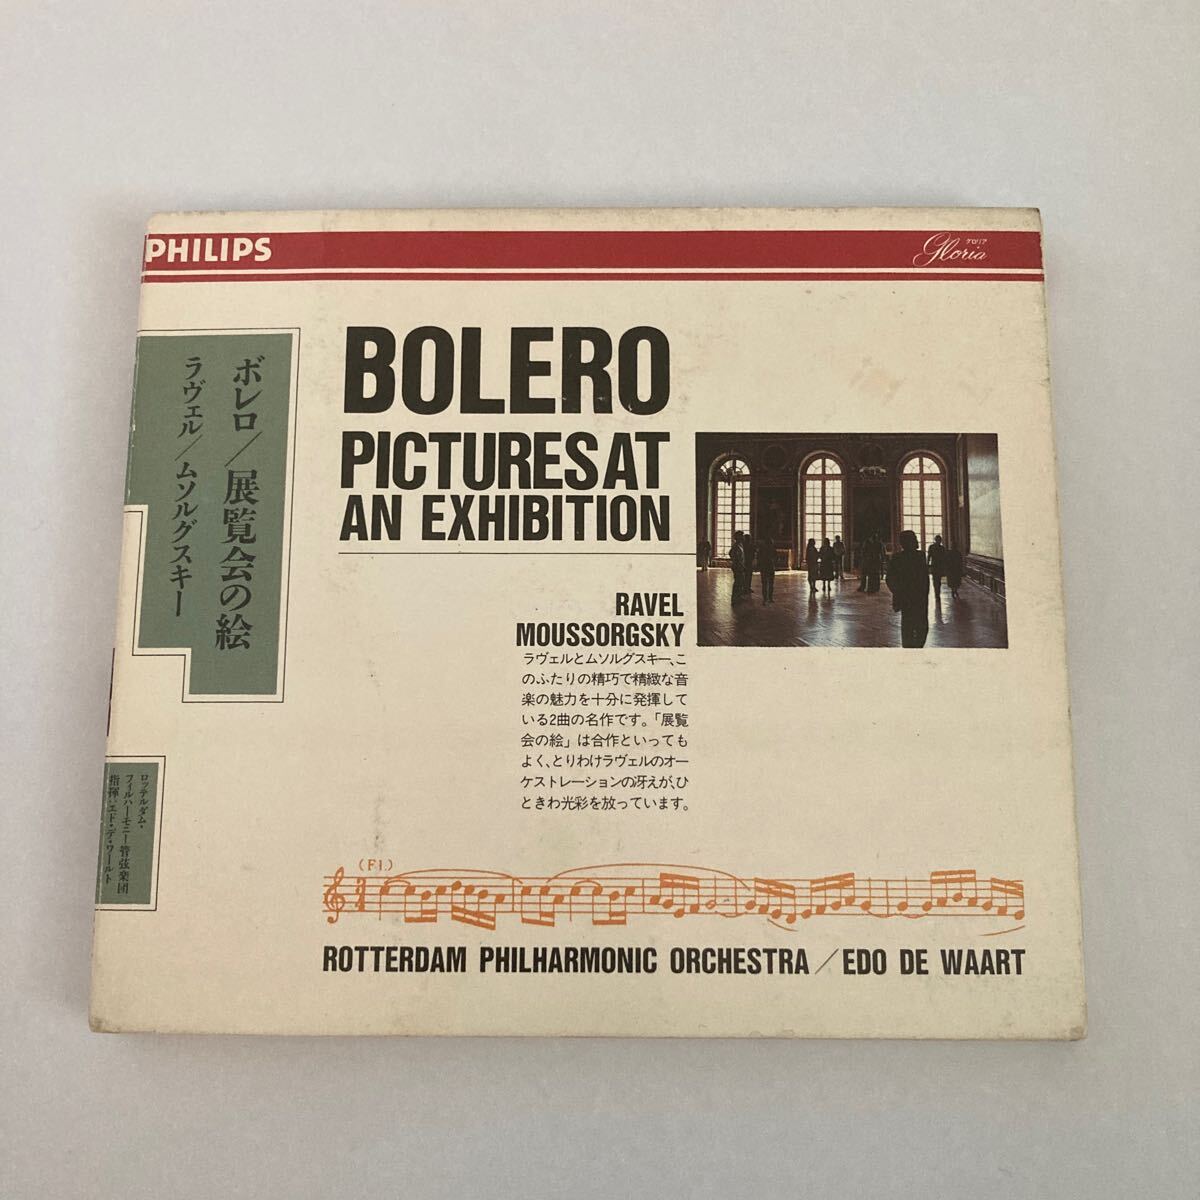 PHILIPS
グロリア
Gloria
ボレロ/展覧会の絵
ラヴェル/ムソルグスキー
BOLERO
PICTURES AT
AN EXHIBITION
RAVEL
MOUSSORGSKY
ラヴェルとムソルグスキー、こ
のふたりの精巧で精緻な音
楽の魅力を十分に発揮して
いる2曲の名作です。「展覧
会の絵」は合作といっても
よく、とりわけラヴェルのオー
ケストレーションの冴えが、ひ
ときわ光彩を放っています。
ロッテルダム・
フィルハーモニー管弦楽団
指揮:エド・デ・ワールト
(Fl.)
3
4
ROTTERDAM PHILHARMONIC ORCHESTRA/EDO DE WAART